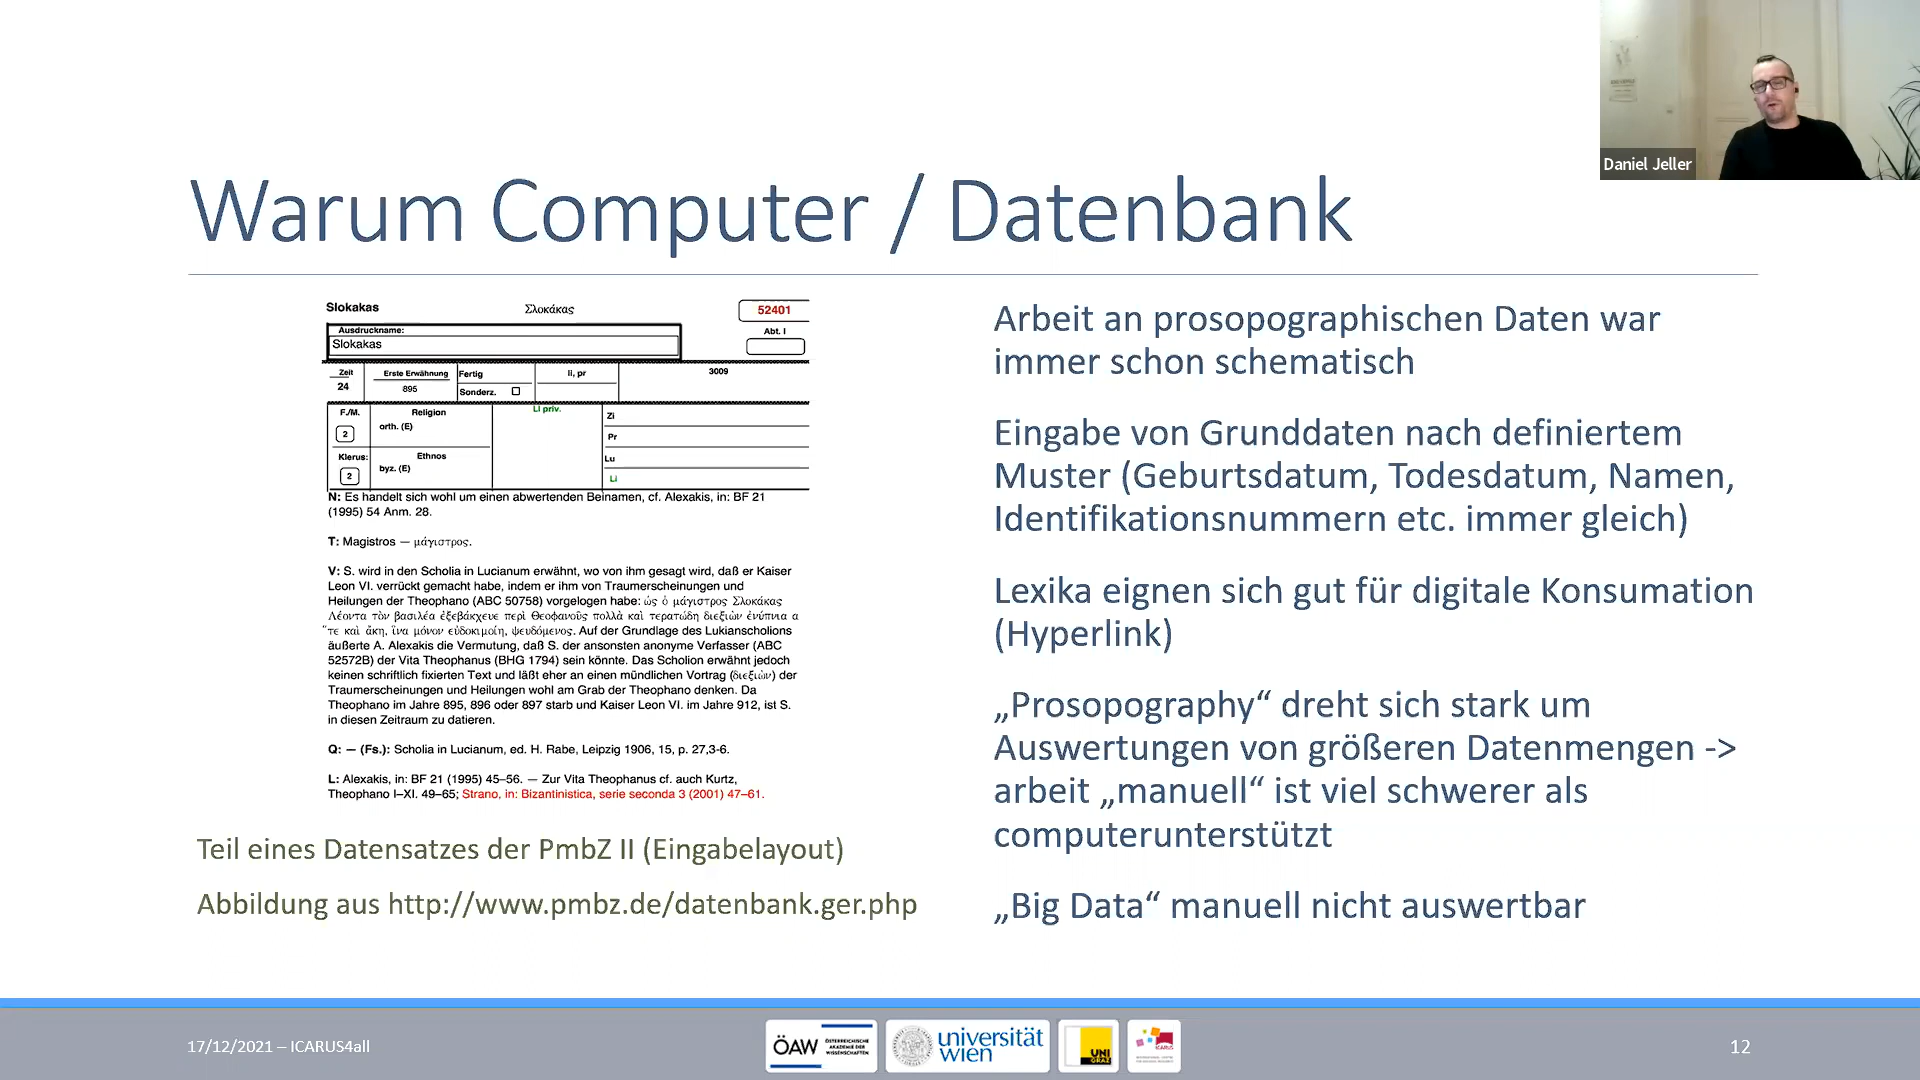 Daniel Jeller
Warum Computer / Datenbank
Slokakas Σλοκάκας 52401
Ausdruckname: Abt. I
Slokakas
Zeit Erste Erwähnung Fertig li, pr 3009
24 895 Sonderz.
F./M. Religion Li priv. Zi
2 orth. (E) Pr
Klerus: Ethnos Lu
2 byz. (E) Li
N: Es handelt sich wohl um einen abwertenden Beinamen, cf. Alexakis, in: BF 21
(1995) 54 Anm. 28.
T: Magistros — μάγιστρος.
V: S. wird in den Scholia in Lucianum erwähnt, wo von ihm gesagt wird, daß er Kaiser
Leon VI. verrückt gemacht habe, indem er ihm von Traumerscheinungen und
Heilungen der Theophano (ABC 50758) vorgelogen habe: ὡς ὁ μάγιστρος Σλοκάκας
Λέοντα τὸν βασιλέα ἐξεβάκχευε περὶ Θεοφανοῦς πολλὰ καὶ τερατώδη διεξιὼν ἐνύπνια α
τε καὶ ἄκη, ἵνα μόνον εὐδοκιμοίη, ψευδόμενος. Auf der Grundlage des Lukianscholions
äußerte A. Alexakis die Vermutung, daß S. der ansonsten anonyme Verfasser (ABC
52572B) der Vita Theophanus (BHG 1794) sein könnte. Das Scholion erwähnt jedoch
keinen schriftlich fixierten Text und läßt eher an einen mündlichen Vortrag (διεξιών) der
Traumerscheinungen und Heilungen wohl am Grab der Theophano denken. Da
Theophano im Jahre 895, 896 oder 897 starb und Kaiser Leon VI. im Jahre 912, ist S.
in diesen Zeitraum zu datieren.
Q: — (Fs.): Scholia in Lucianum, ed. H. Rabe, Leipzig 1906, 15, p. 27,3-6.
L: Alexakis, in: BF 21 (1995) 45–56. — Zur Vita Theophanus cf. auch Kurtz,
Theophano I–XI. 49–65; Strano, in: Bizantinistica, serie seconda 3 (2001) 47–61.
Teil eines Datensatzes der PmbZ II (Eingabelayout)
Abbildung aus http://www.pmbz.de/datenbank.ger.php
Arbeit an prosopographischen Daten war
immer schon schematisch
Eingabe von Grunddaten nach definiertem
Muster (Geburtsdatum, Todesdatum, Namen,
Identifikationsnummern etc. immer gleich)
Lexika eignen sich gut für digitale Konsumation
(Hyperlink)
„Prosopography“ dreht sich stark um
Auswertungen von größeren Datenmengen ->
arbeit „manuell“ ist viel schwerer als
computerunterstützt
„Big Data“ manuell nicht auswertbar
17/12/2021 – ICARUS4all
ÖAW ÖSTERREICHISCHE
AKADEMIE DER
WISSENSCHAFTEN
universität
wien
UNI
GRAZ
ICARUS
12